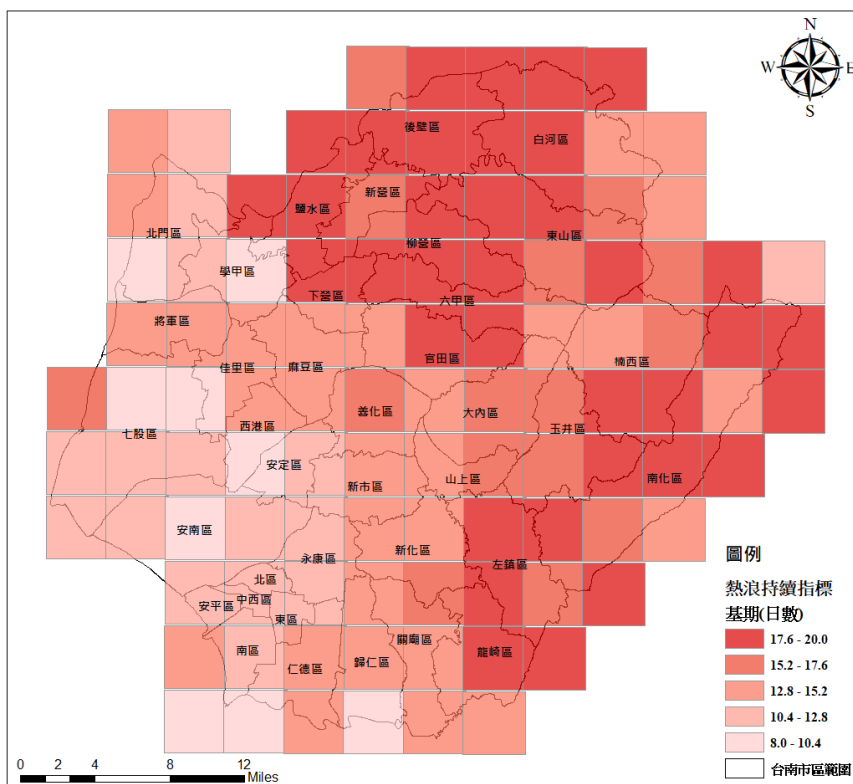 N
W E
S
後壁區
白河區
新營區
鹽水區
北門區
柳營區
東山區
學甲區
下營區
六甲區
將軍區
官田區
楠西區
佳里區
麻豆區
善化區
大內區
西港區
七股區
玉井區
安定區
新市區
山上區
南化區
安南區
永康區
新化區
左鎮區
北區
中西區
安平區
東區
關廟區
南區
龍崎區
仁德區
歸仁區
圖例
熱浪持續指標
基期(日數)
17.6 - 20.0
15.2 - 17.6
12.8 - 15.2
10.4 - 12.8
8.0 - 10.4
台南市區範圍
0 2 4 8 12
Miles